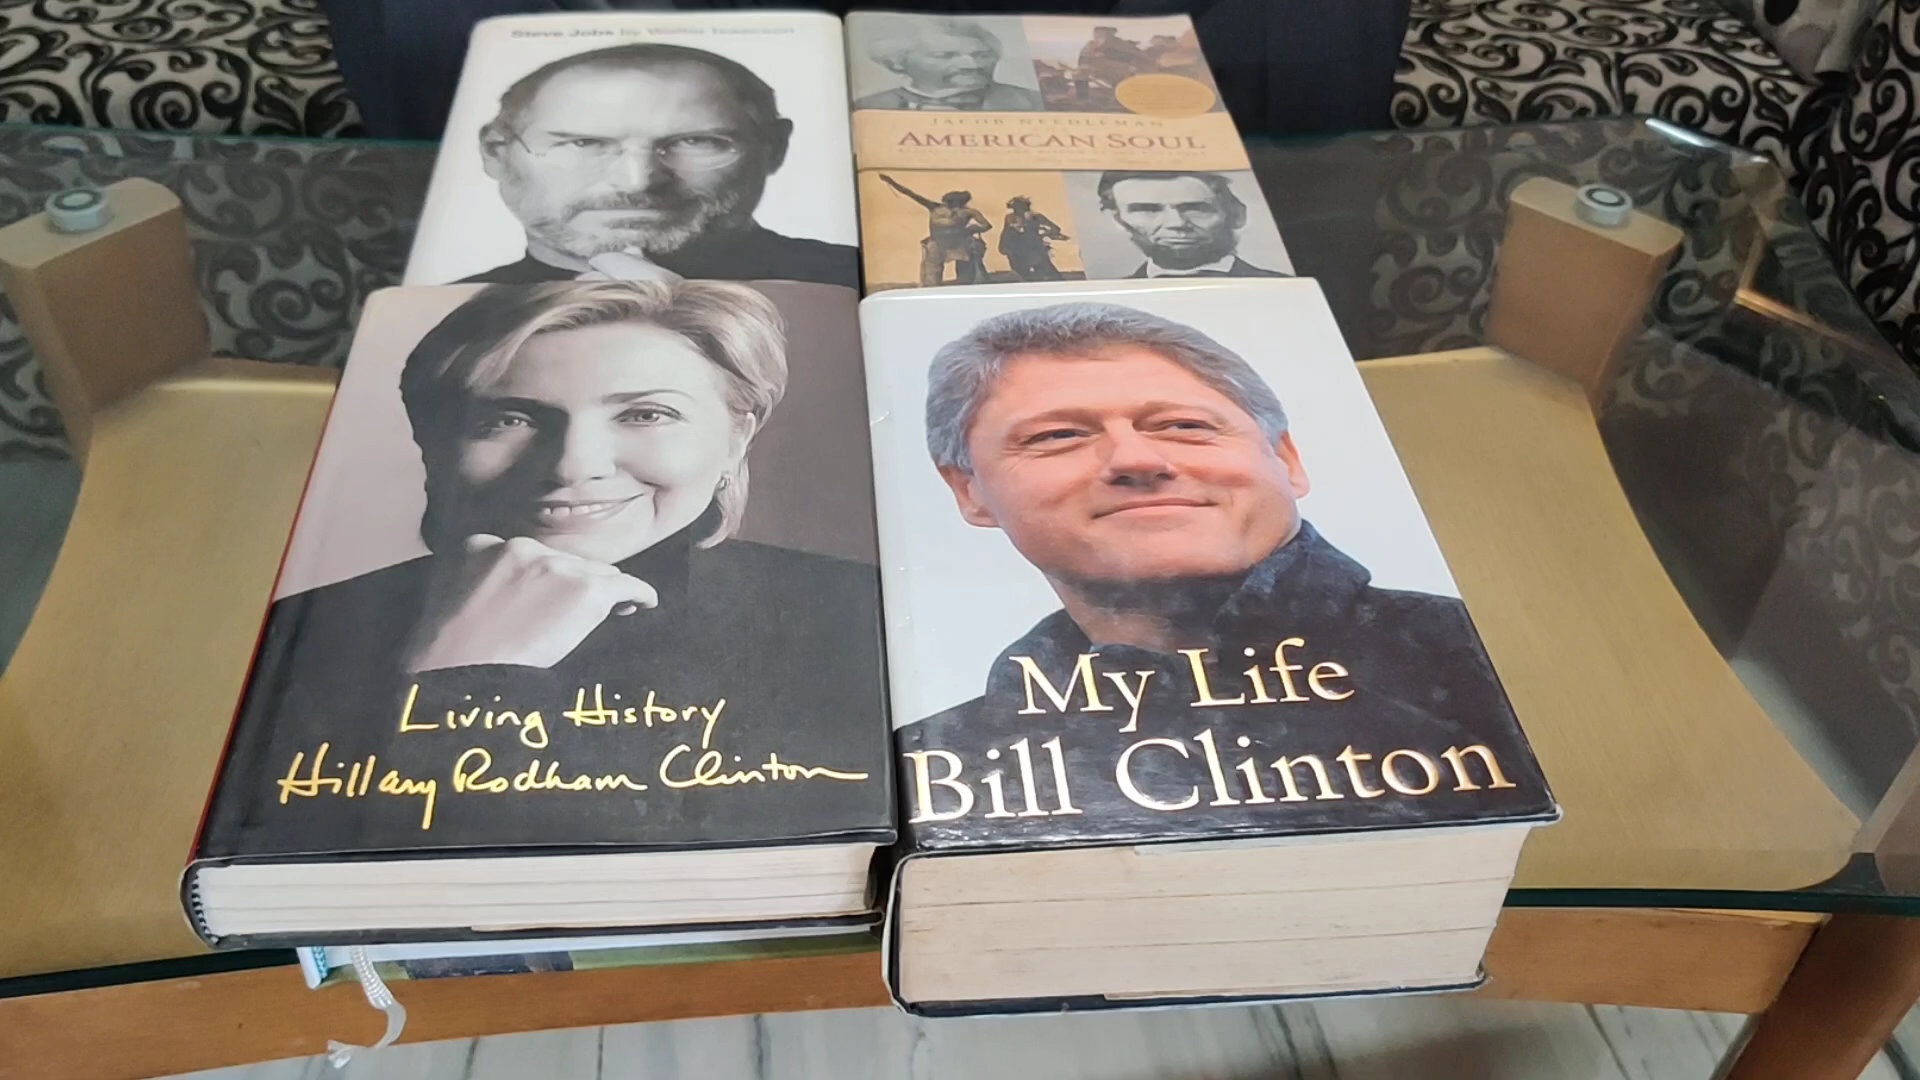 Steve Jobs by Walter Isaacson
JACOB NEEDLEMAN
AMERICAN SOUL
Living History
Hillary Rodham Clinton
My Life
Bill Clinton